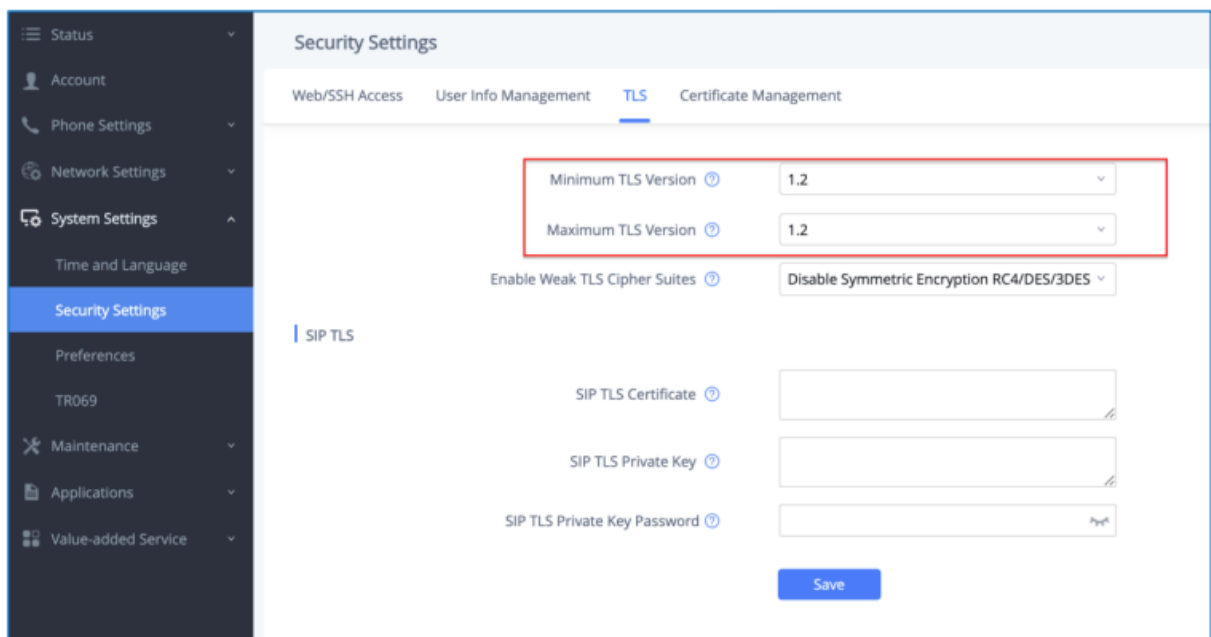 Status
Account
Phone Settings
Network Settings
System Settings
Time and Language
Security Settings
Preferences
TR069
Maintenance
Applications
Value-added Service
Security Settings
Web/SSH Access User Info Management TLS Certificate Management
Minimum TLS Version 1.2
Maximum TLS Version 1.2
Enable Weak TLS Cipher Suites Disable Symmetric Encryption RC4/DES/3DES
SIP TLS
SIP TLS Certificate
SIP TLS Private Key
SIP TLS Private Key Password
Save